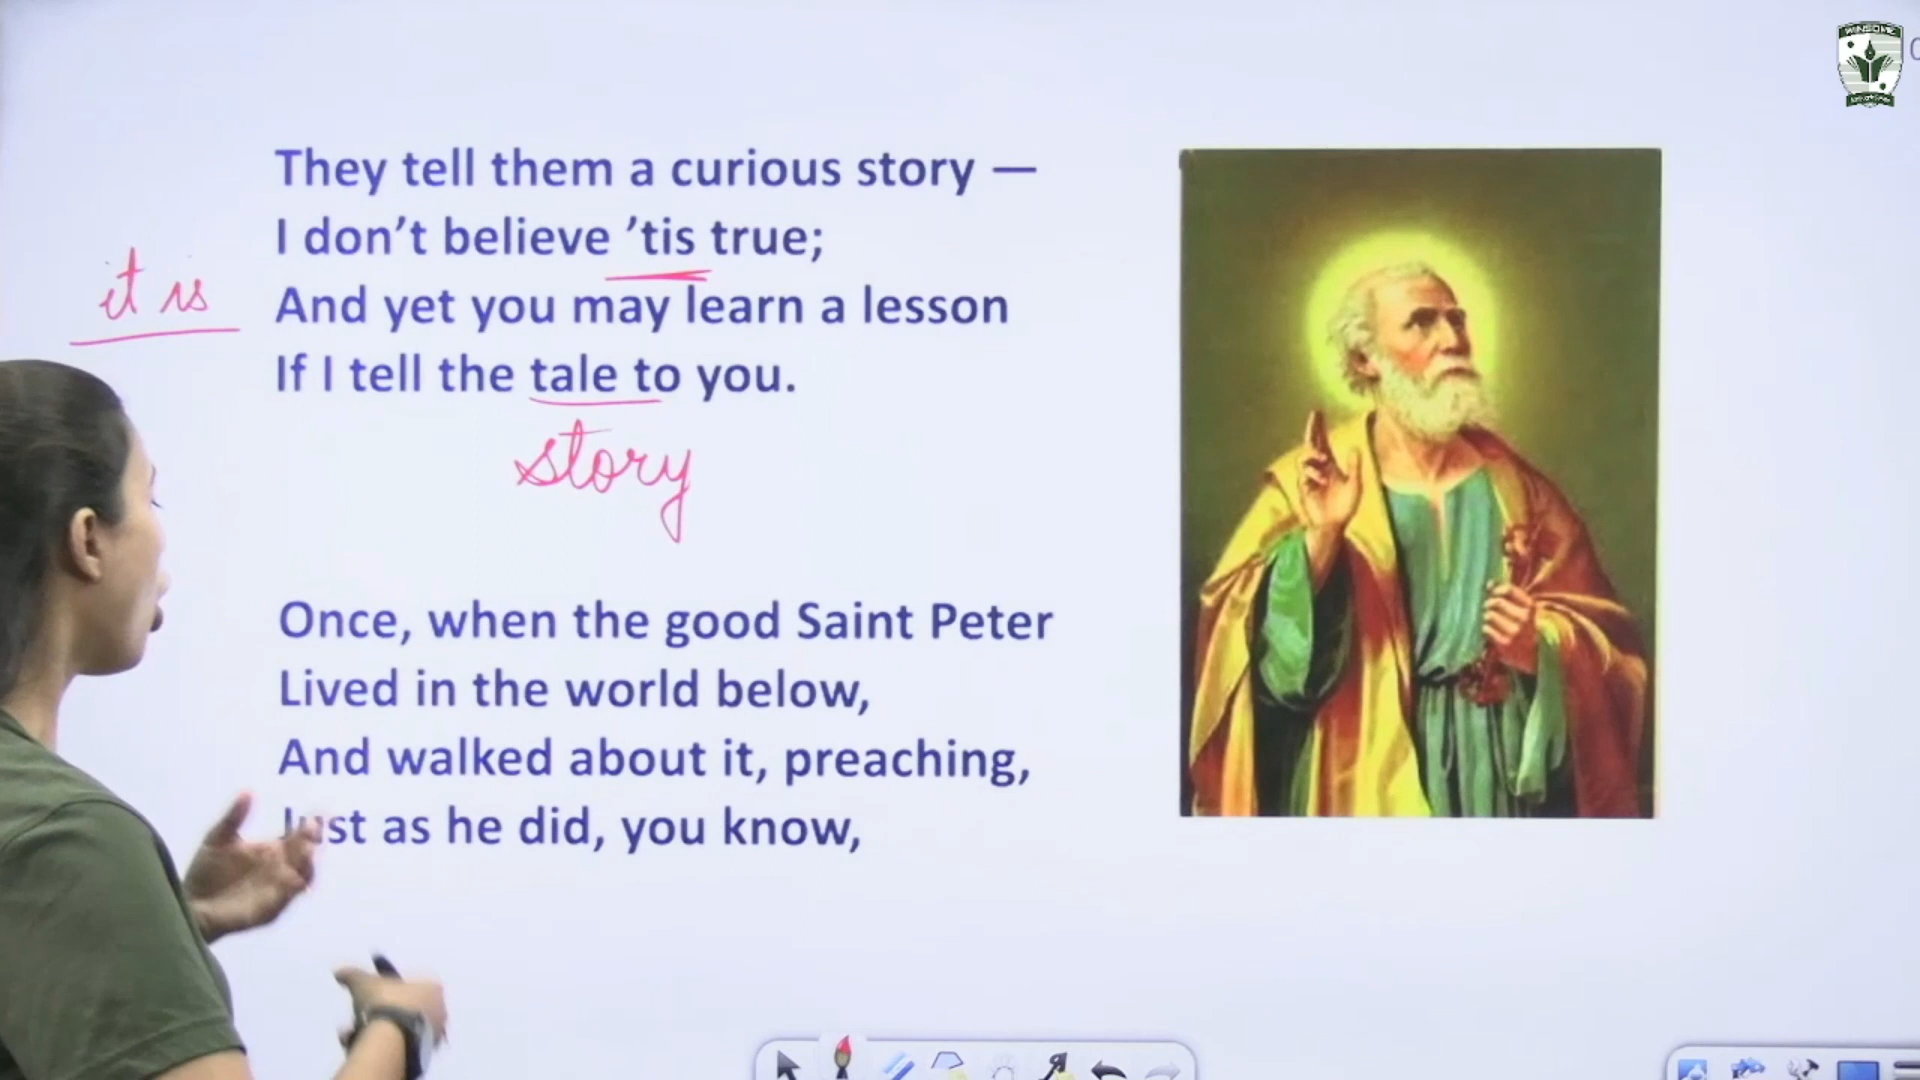 They tell them a curious story —
I don't believe 'tis true;
it is
And yet you may learn a lesson
If I tell the tale to you.
story
Once, when the good Saint Peter
Lived in the world below,
And walked about it, preaching,
Just as he did, you know,